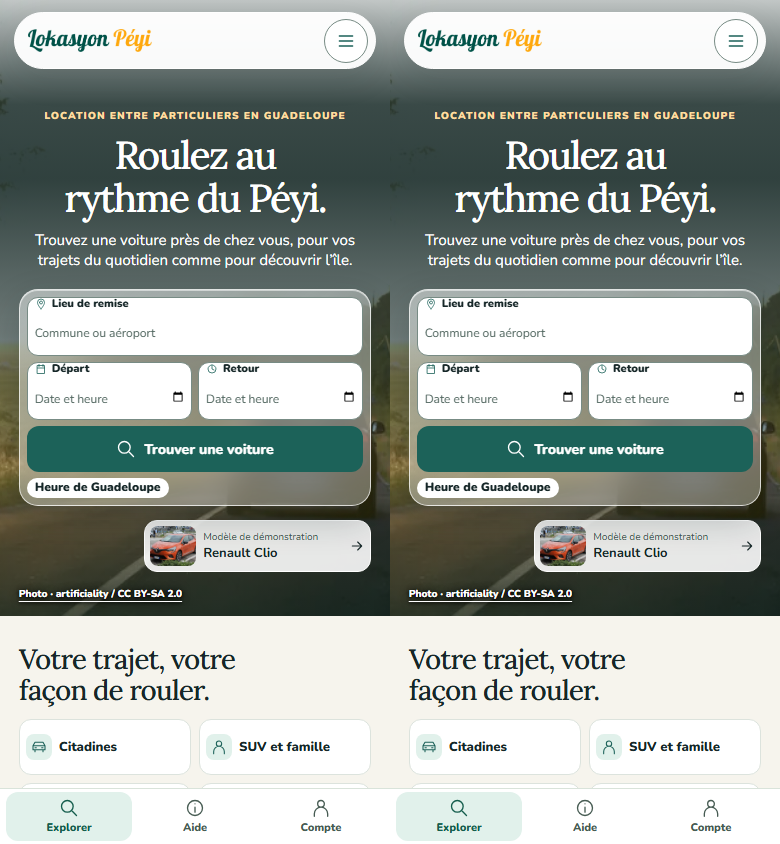 Lokasyon Péyi
LOCATION ENTRE PARTICULIERS EN GUADELOUPE
Roulez au
rythme du Péyi.
Trouvez une voiture près de chez vous, pour vos
trajets du quotidien comme pour découvrir l'île.
Lieu de remise
Commune ou aéroport
Départ
Retour
Date et heure
Date et heure
Trouver une voiture
Heure de Guadeloupe
Modèle de démonstration
Renault Clio
Photo · artificiality / CC BY-SA 2.0
Votre trajet, votre
façon de rouler.
Citadines
SUV et famille
Explorer
Aide
Compte
Lokasyon Péyi
LOCATION ENTRE PARTICULIERS EN GUADELOUPE
Roulez au
rythme du Péyi.
Trouvez une voiture près de chez vous, pour vos
trajets du quotidien comme pour découvrir l'île.
Lieu de remise
Commune ou aéroport
Départ
Retour
Date et heure
Date et heure
Trouver une voiture
Heure de Guadeloupe
Modèle de démonstration
Renault Clio
Photo · artificiality / CC BY-SA 2.0
Votre trajet, votre
façon de rouler.
Citadines
SUV et famille
Explorer
Aide
Compte